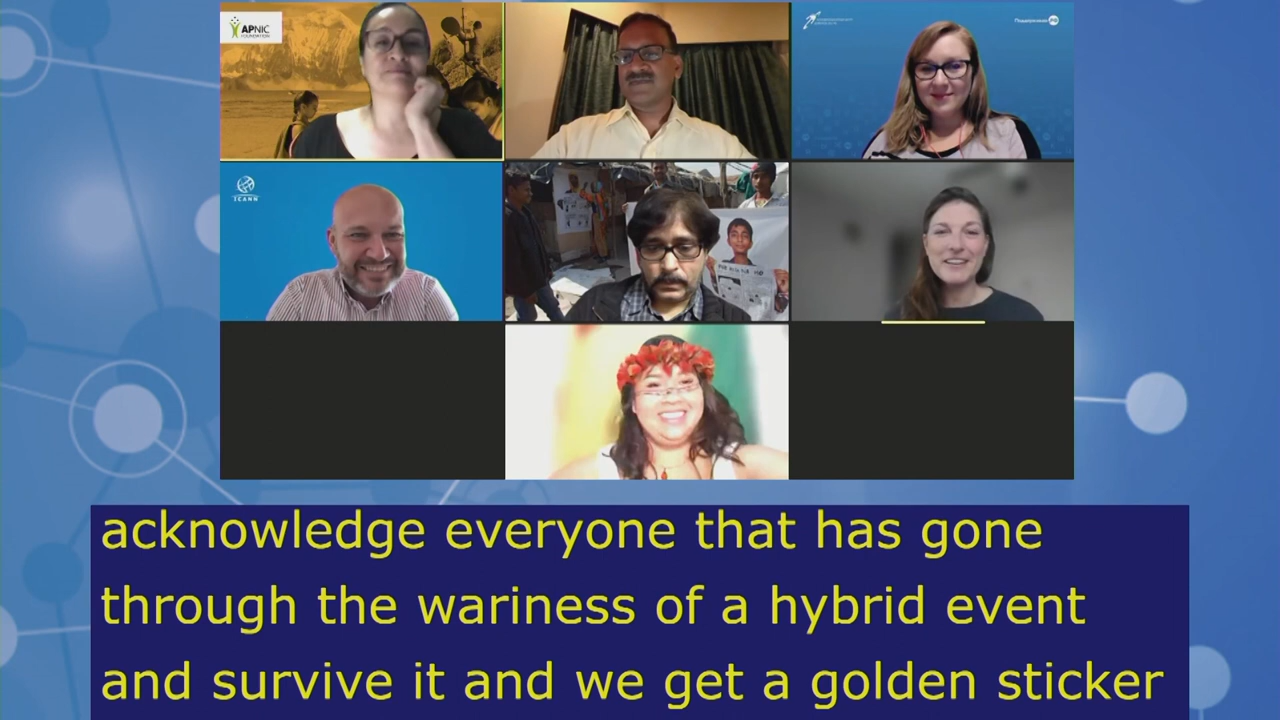 APNIC
FOUNDATION
ICANN
acknowledge everyone that has gone
through the wariness of a hybrid event
and survive it and we get a golden sticker